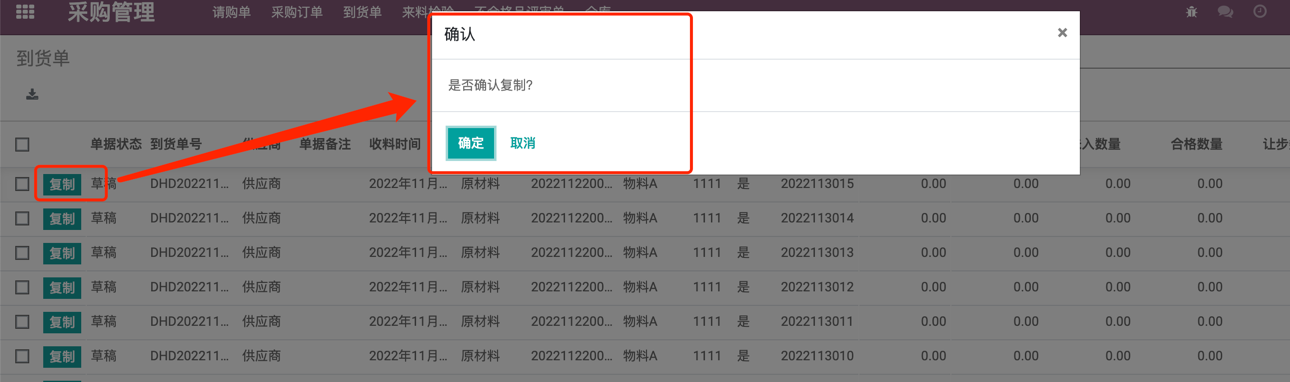 采购管理 请购单 采购订单 到货单 来料检验 不合格品评审单 仓库
确认 ×
到货单
是否确认复制?
确定 取消
单据状态 到货单号 供应商 单据备注 收料时间 入数量 合格数量 让步
复制 草稿 DHD202211... 供应商 2022年11月... 原材料 2022112200... 物料A 1111 是 2022113015 0.00 0.00 0.00
复制 草稿 DHD202211... 供应商 2022年11月... 原材料 2022112200... 物料A 1111 是 2022113014 0.00 0.00 0.00
复制 草稿 DHD202211... 供应商 2022年11月... 原材料 2022112200... 物料A 1111 是 2022113013 0.00 0.00 0.00
复制 草稿 DHD202211... 供应商 2022年11月... 原材料 2022112200... 物料A 1111 是 2022113012 0.00 0.00 0.00
复制 草稿 DHD202211... 供应商 2022年11月... 原材料 2022112200... 物料A 1111 是 2022113011 0.00 0.00 0.00
复制 草稿 DHD202211... 供应商 2022年11月... 原材料 2022112200... 物料A 1111 是 2022113010 0.00 0.00 0.00